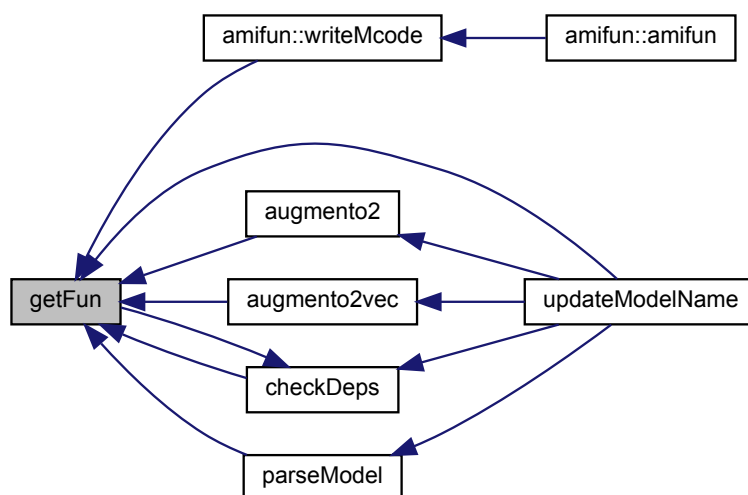 amifun::writeMcode
amifun::amifun
augmento2
getFun
augmento2vec
updateModelName
checkDeps
parseModel